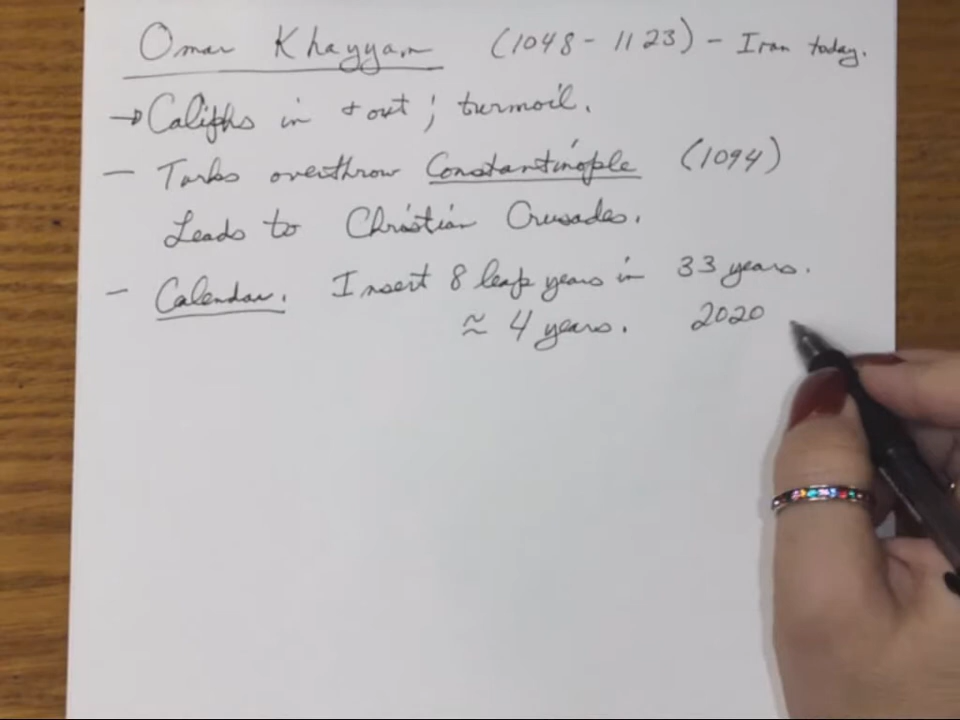 Omar Khayyam (1048 - 1123) - Iran today.
→ Caliphs in + out ; turmoil.
— Turks overthrow Constantinople (1094)
Leads to Christian Crusades.
— Calendar. Insert 8 leap years in 33 years.
≈ 4 years. 2020